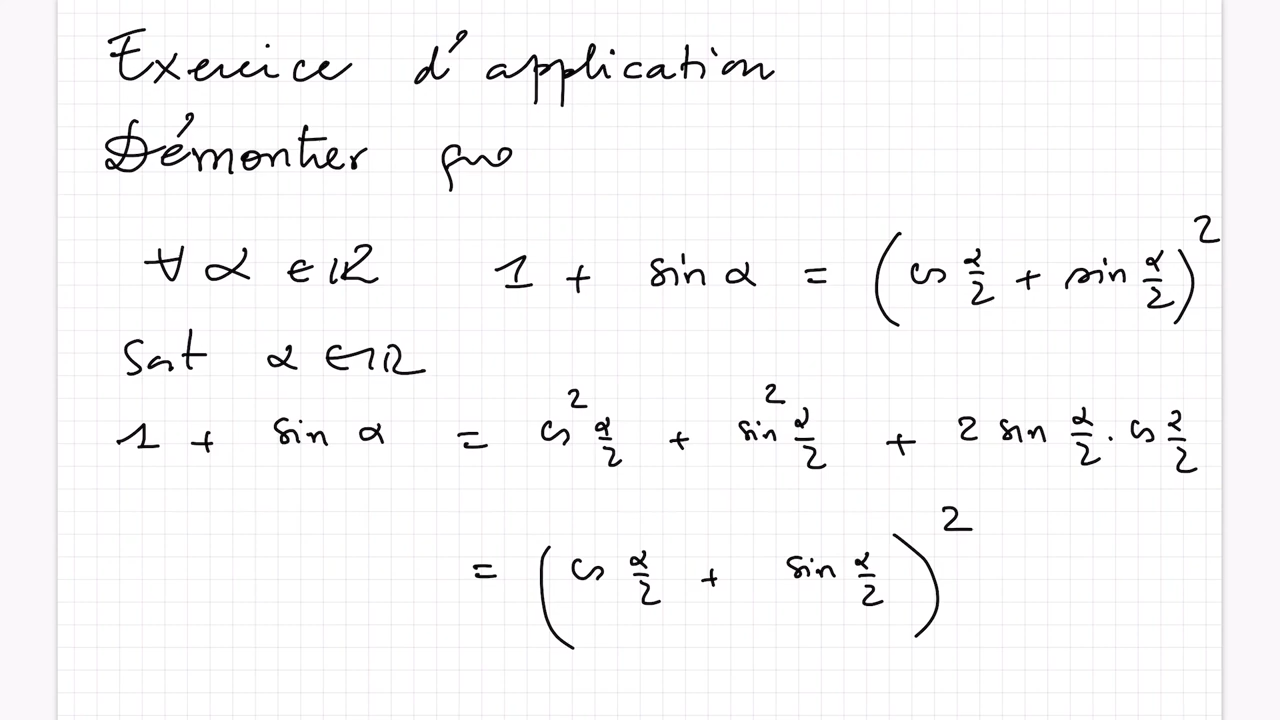 Exercice d'application
Démontrer que
∀ α ∈ ℝ 1 + sin α = (cos α/2 + sin α/2)²
Soit α ∈ ℝ
1 + sin α = cos² α/2 + sin² α/2 + 2 sin α/2 . cos α/2
= (cos α/2 + sin α/2)²